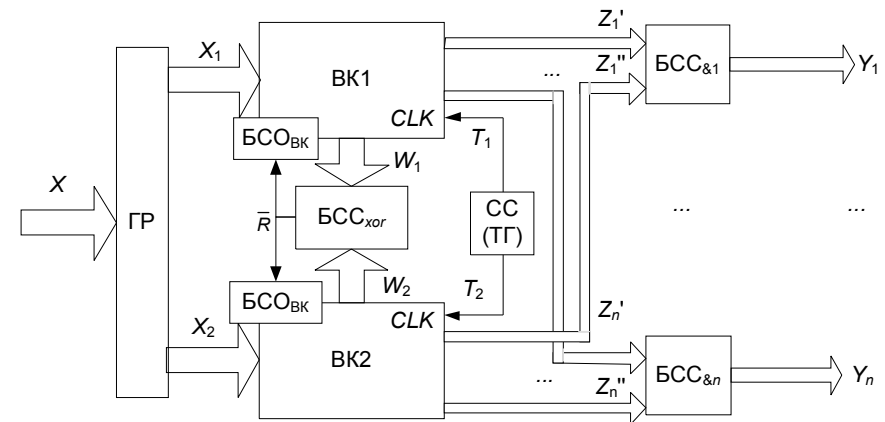 Z₁'
X₁
ВК1
...
Z₁''
БСС&1
Y₁
CLK
БСОВК
T₁
W₁
X
R̅
БССxor
СС
(ТГ)
...
...
ГР
W₂
T₂
БСОВК
X₂
CLK
Zn'
ВК2
...
Zn''
БСС&n
Yn